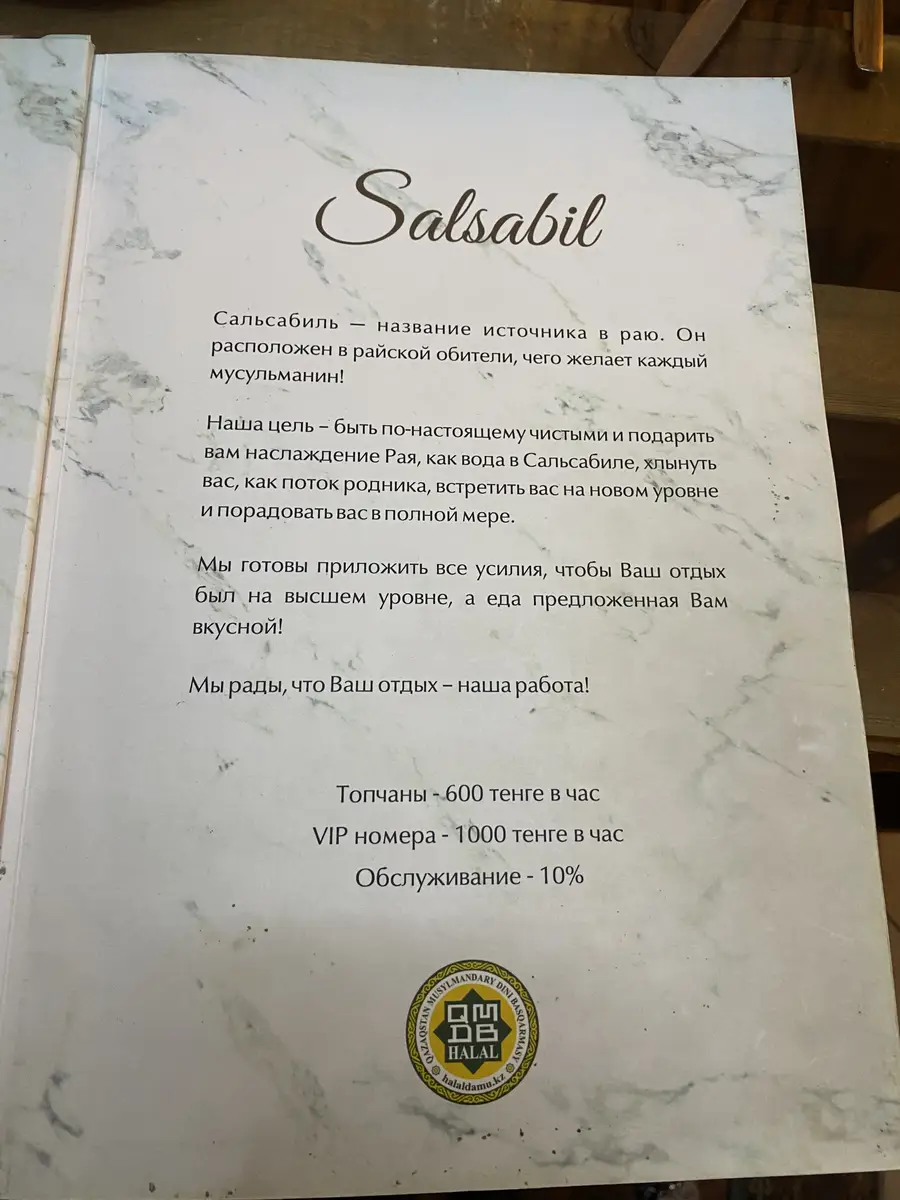 Salsabil
Сальсабиль — название источника в раю. Он
расположен в райской обители, чего желает каждый
мусульманин!
Наша цель – быть по-настоящему чистыми и подарить
вам наслаждение Рая, как вода в Сальсабиле, хлынуть
вас, как поток родника, встретить вас на новом уровне
и порадовать вас в полной мере.
Мы готовы приложить все усилия, чтобы Ваш отдых
был на высшем уровне, а еда предложенная Вам
вкусной!
Мы рады, что Ваш отдых – наша работа!
Топчаны - 600 тенге в час
VIP номера - 1000 тенге в час
Обслуживание - 10%
QAZAQSTAN MUSYLMANDARY DINI BASQARMASY
QM
DB
HALAL
halaldamu.kz